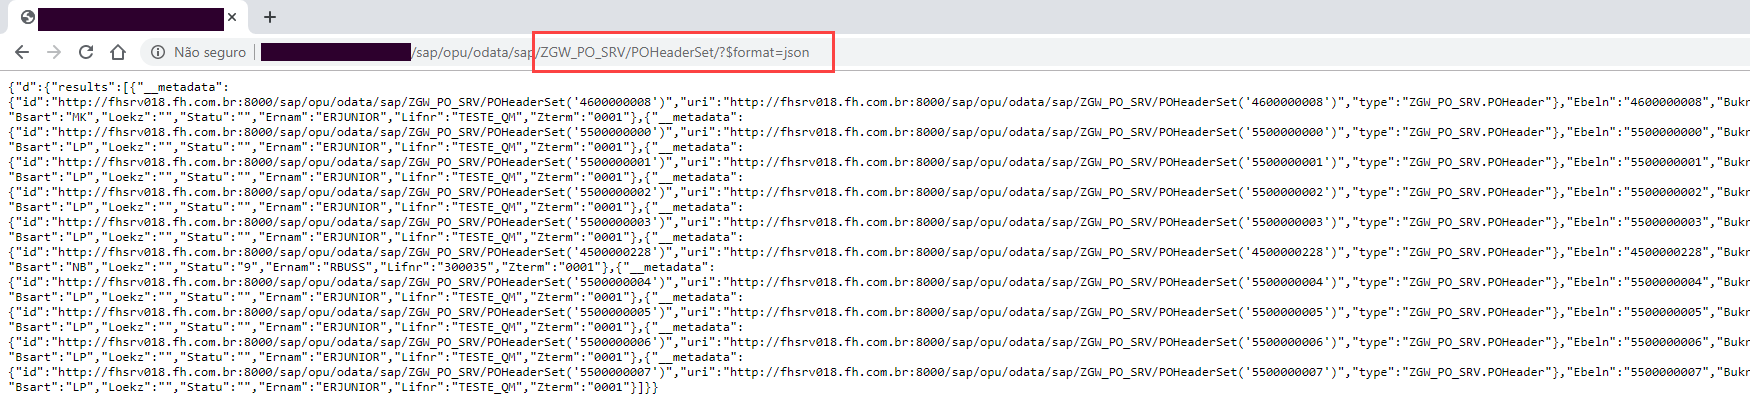 Não seguro
/sap/opu/odata/sap/ZGW_PO_SRV/POHeaderSet/?$format=json
{"d":{"results":[{"__metadata":
{"id":"http://fhsrv018.fh.com.br:8000/sap/opu/odata/sap/ZGW_PO_SRV/POHeaderSet('4600000008')","uri":"http://fhsrv018.fh.com.br:8000/sap/opu/odata/sap/ZGW_PO_SRV/POHeaderSet('4600000008')","type":"ZGW_PO_SRV.POHeader"},"Ebeln":"4600000008","Bukr
"Bsart":"MK","Loekz":"","Statu":"","Ernam":"ERJUNIOR","Lifnr":"TESTE_QM","Zterm":"0001"},{"__metadata":
{"id":"http://fhsrv018.fh.com.br:8000/sap/opu/odata/sap/ZGW_PO_SRV/POHeaderSet('5500000000')","uri":"http://fhsrv018.fh.com.br:8000/sap/opu/odata/sap/ZGW_PO_SRV/POHeaderSet('5500000000')","type":"ZGW_PO_SRV.POHeader"},"Ebeln":"5500000000","Bukr
"Bsart":"LP","Loekz":"","Statu":"","Ernam":"ERJUNIOR","Lifnr":"TESTE_QM","Zterm":"0001"},{"__metadata":
{"id":"http://fhsrv018.fh.com.br:8000/sap/opu/odata/sap/ZGW_PO_SRV/POHeaderSet('5500000001')","uri":"http://fhsrv018.fh.com.br:8000/sap/opu/odata/sap/ZGW_PO_SRV/POHeaderSet('5500000001')","type":"ZGW_PO_SRV.POHeader"},"Ebeln":"5500000001","Bukr
"Bsart":"LP","Loekz":"","Statu":"","Ernam":"ERJUNIOR","Lifnr":"TESTE_QM","Zterm":"0001"},{"__metadata":
{"id":"http://fhsrv018.fh.com.br:8000/sap/opu/odata/sap/ZGW_PO_SRV/POHeaderSet('5500000002')","uri":"http://fhsrv018.fh.com.br:8000/sap/opu/odata/sap/ZGW_PO_SRV/POHeaderSet('5500000002')","type":"ZGW_PO_SRV.POHeader"},"Ebeln":"5500000002","Bukr
"Bsart":"LP","Loekz":"","Statu":"","Ernam":"ERJUNIOR","Lifnr":"TESTE_QM","Zterm":"0001"},{"__metadata":
{"id":"http://fhsrv018.fh.com.br:8000/sap/opu/odata/sap/ZGW_PO_SRV/POHeaderSet('5500000003')","uri":"http://fhsrv018.fh.com.br:8000/sap/opu/odata/sap/ZGW_PO_SRV/POHeaderSet('5500000003')","type":"ZGW_PO_SRV.POHeader"},"Ebeln":"5500000003","Bukr
"Bsart":"LP","Loekz":"","Statu":"","Ernam":"ERJUNIOR","Lifnr":"TESTE_QM","Zterm":"0001"},{"__metadata":
{"id":"http://fhsrv018.fh.com.br:8000/sap/opu/odata/sap/ZGW_PO_SRV/POHeaderSet('4500000228')","uri":"http://fhsrv018.fh.com.br:8000/sap/opu/odata/sap/ZGW_PO_SRV/POHeaderSet('4500000228')","type":"ZGW_PO_SRV.POHeader"},"Ebeln":"4500000228","Bukr
"Bsart":"NB","Loekz":"","Statu":"9","Ernam":"RBUSS","Lifnr":"300035","Zterm":"0001"},{"__metadata":
{"id":"http://fhsrv018.fh.com.br:8000/sap/opu/odata/sap/ZGW_PO_SRV/POHeaderSet('5500000004')","uri":"http://fhsrv018.fh.com.br:8000/sap/opu/odata/sap/ZGW_PO_SRV/POHeaderSet('5500000004')","type":"ZGW_PO_SRV.POHeader"},"Ebeln":"5500000004","Bukr
"Bsart":"LP","Loekz":"","Statu":"","Ernam":"ERJUNIOR","Lifnr":"TESTE_QM","Zterm":"0001"},{"__metadata":
{"id":"http://fhsrv018.fh.com.br:8000/sap/opu/odata/sap/ZGW_PO_SRV/POHeaderSet('5500000005')","uri":"http://fhsrv018.fh.com.br:8000/sap/opu/odata/sap/ZGW_PO_SRV/POHeaderSet('5500000005')","type":"ZGW_PO_SRV.POHeader"},"Ebeln":"5500000005","Bukr
"Bsart":"LP","Loekz":"","Statu":"","Ernam":"ERJUNIOR","Lifnr":"TESTE_QM","Zterm":"0001"},{"__metadata":
{"id":"http://fhsrv018.fh.com.br:8000/sap/opu/odata/sap/ZGW_PO_SRV/POHeaderSet('5500000006')","uri":"http://fhsrv018.fh.com.br:8000/sap/opu/odata/sap/ZGW_PO_SRV/POHeaderSet('5500000006')","type":"ZGW_PO_SRV.POHeader"},"Ebeln":"5500000006","Bukr
"Bsart":"LP","Loekz":"","Statu":"","Ernam":"ERJUNIOR","Lifnr":"TESTE_QM","Zterm":"0001"},{"__metadata":
{"id":"http://fhsrv018.fh.com.br:8000/sap/opu/odata/sap/ZGW_PO_SRV/POHeaderSet('5500000007')","uri":"http://fhsrv018.fh.com.br:8000/sap/opu/odata/sap/ZGW_PO_SRV/POHeaderSet('5500000007')","type":"ZGW_PO_SRV.POHeader"},"Ebeln":"5500000007","Bukr
"Bsart":"LP","Loekz":"","Statu":"","Ernam":"ERJUNIOR","Lifnr":"TESTE_QM","Zterm":"0001"}]}}